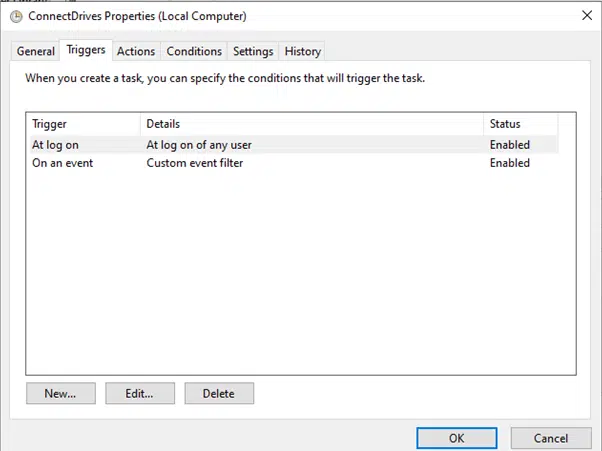 ConnectDrives Properties (Local Computer)
General Triggers Actions Conditions Settings History
When you create a task, you can specify the conditions that will trigger the task.
Trigger Details Status
At log on At log on of any user Enabled
On an event Custom event filter Enabled
New... Edit... Delete
OK Cancel